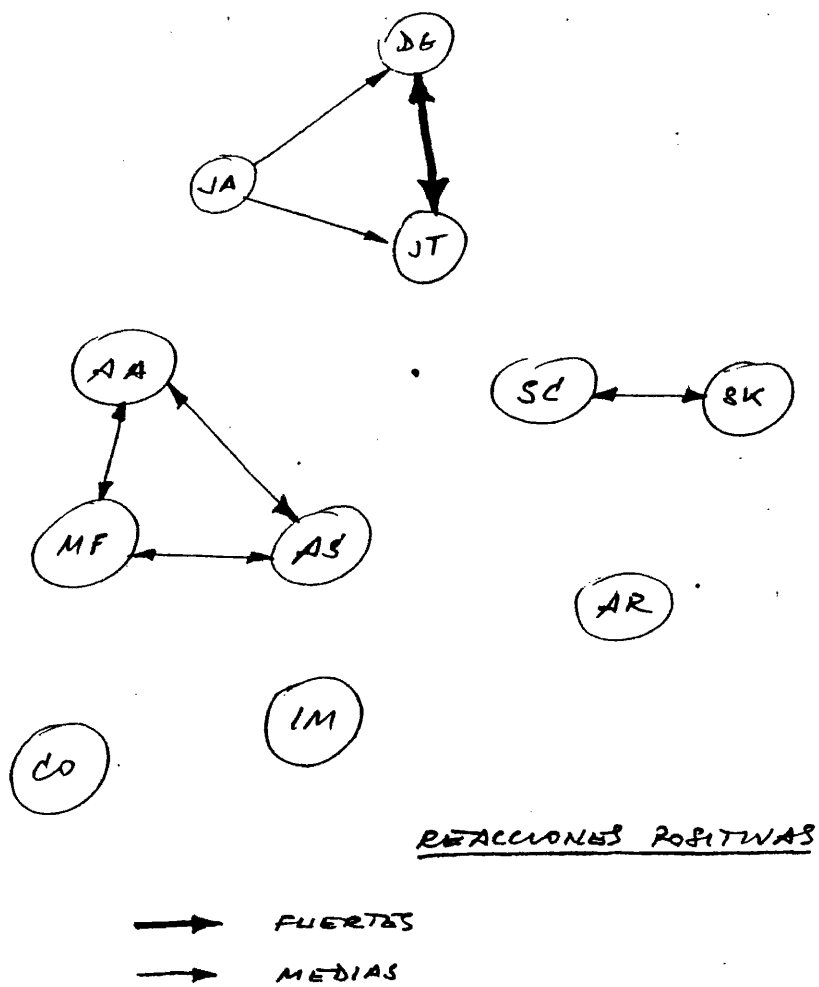 DG
JA
JT
AA
SC
SK
MF
AS
AR
IM
CO
REACCIONES POSITIVAS
FUERTES
MEDIAS